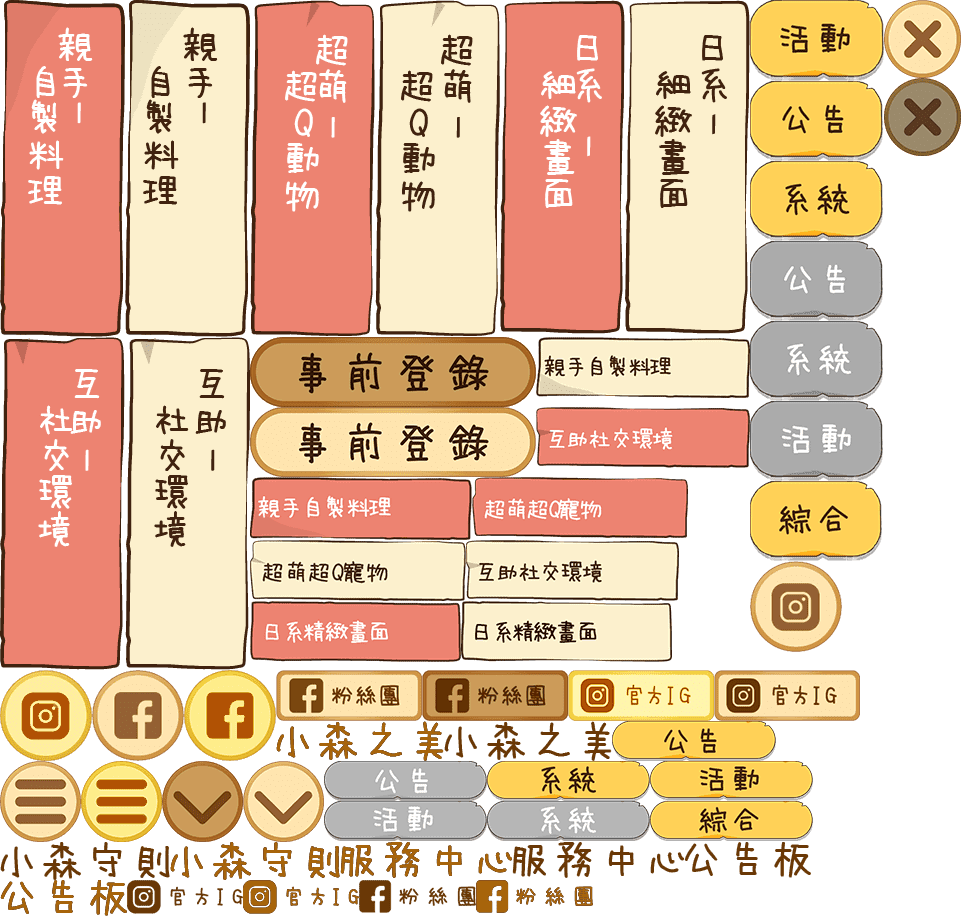 親手ー
自製料理
親手ー
自製料理
超萌ー
超Q動物
超萌ー
超Q動物
日系ー
細緻畫面
日系ー
細緻畫面
活動
公告
系統
公告
系統
活動
綜合
互助ー
社交環境
互助ー
社交環境
事前登錄
親手自製料理
事前登錄
互助社交環境
親手自製料理
超萌超Q寵物
超萌超Q寵物
互助社交環境
日系精緻畫面
日系精緻畫面
粉絲團
粉絲團
官方IG
官方IG
小森之美
小森之美
公告
公告
系統
活動
活動
系統
綜合
小森守則
小森守則
服務中心
服務中心
公告板
公告板
官方IG
官方IG
粉絲團
粉絲團